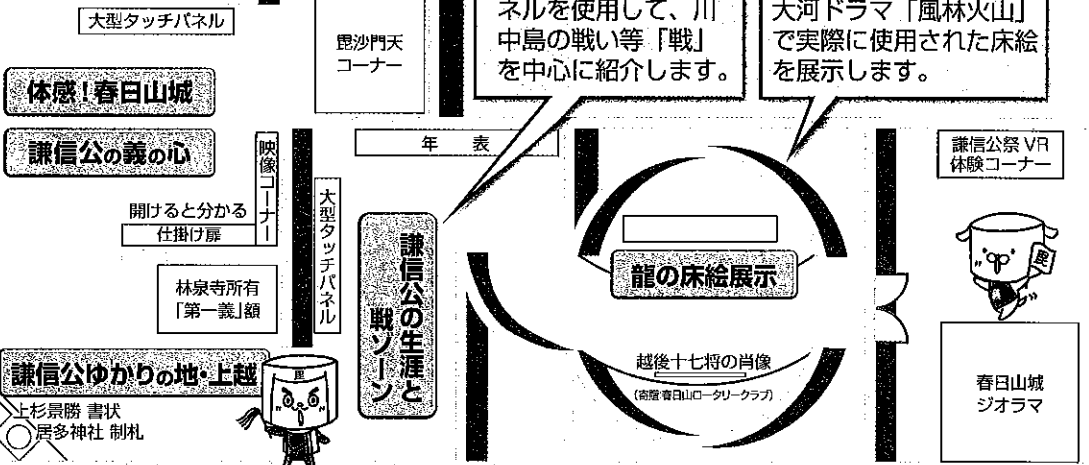 大型タッチパネル
毘沙門天
コーナー
ネルを使用して、川
中島の戦い等「戦」
を中心に紹介します。
大河ドラマ「風林火山」
で実際に使用された床絵
を展示します。
体感!春日山城
謙信公の義の心
映像コーナー
開けると分かる
仕掛け扉
林泉寺所有
「第一義」額
大型タッチパネル
年 表
謙信公の生涯と
戦ゾーン
龍の床絵展示
越後十七将の肖像
(寄贈:春日山ロータリークラブ)
謙信公祭 VR
体験コーナー
毘
春日山城
ジオラマ
謙信公ゆかりの地・上越
毘
上杉景勝 書状
居多神社 制札